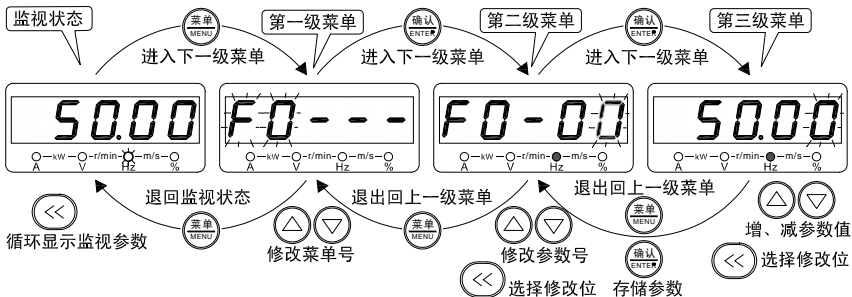 监视状态
菜单
MENU
第一级菜单
确认
ENTER
第二级菜单
确认
ENTER
第三级菜单
进入下一级菜单
进入下一级菜单
进入下一级菜单
50.00
F0---
F0-00
50.00
kW r/min m/s
A V Hz %
kW r/min m/s
A V Hz %
kW r/min m/s
A V Hz %
kW r/min m/s
A V Hz %
退回监视状态
退出回上一级菜单
退出回上一级菜单
菜单
MENU
菜单
MENU
菜单
MENU
循环显示监视参数
修改菜单号
修改参数号
增、减参数值
确认
ENTER
选择修改位
存储参数
选择修改位